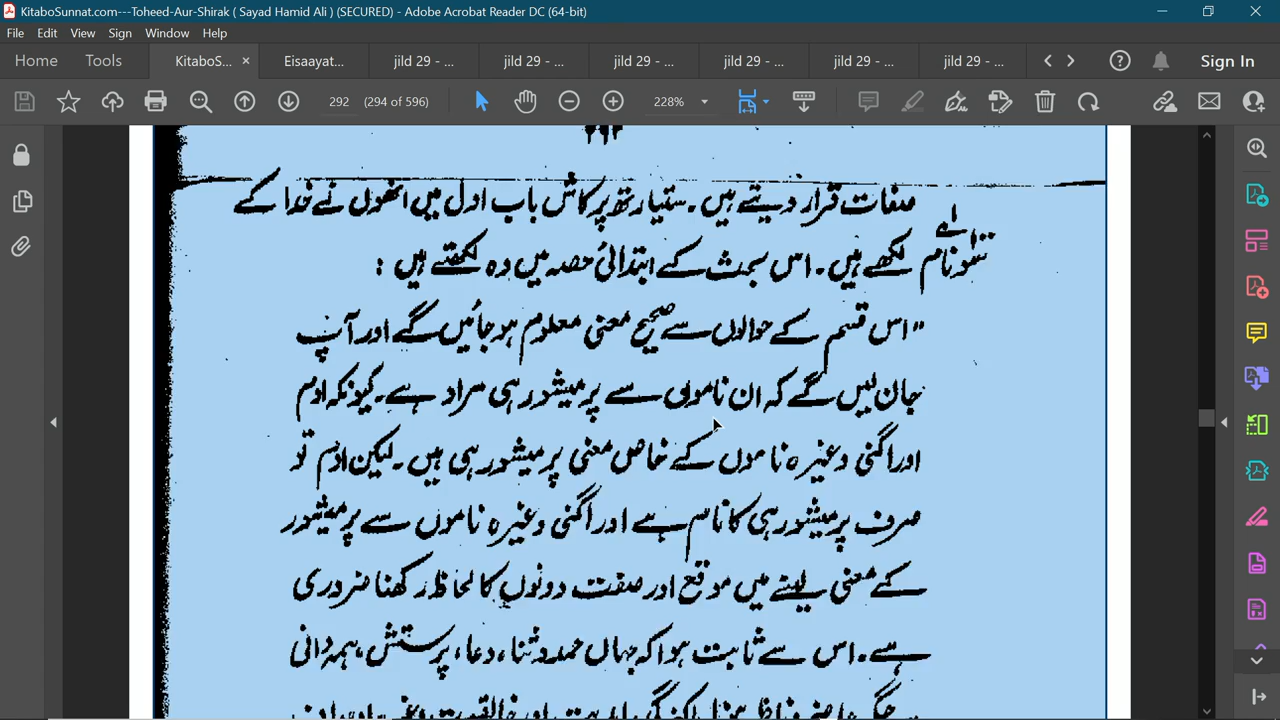 KitaboSunnat.com---Toheed-Aur-Shirak ( Sayad Hamid Ali ) (SECURED) - Adobe Acrobat Reader DC (64-bit)
File Edit View Sign Window Help
Home Tools KitaboS... × Eisaayat... jild 29 - ... jild 29 - ... jild 29 - ... jild 29 - ... jild 29 - ... jild 29 - ... Sign In
292 (294 of 596) 228%
۲۹۲
صفات قرار دیتے ہیں۔ ستیارتھ پرکاش باب اول میں انھوں نے خدا کے
سَو نام لکھے ہیں۔ اس بحث کے ابتدائی حصہ میں وہ لکھتے ہیں :
"اس قسم کے حوالوں سے صحیح معنی معلوم ہو جائیں گے اور آپ
جان لیں گے کہ ان ناموں سے پرمیشور ہی مراد ہے۔ کیونکہ اوم
اور اگنی وغیرہ ناموں کے خاص معنی پرمیشور ہی ہیں۔ لیکن اوم تو
صرف پرمیشور ہی کا نام ہے اور اگنی وغیرہ ناموں سے پرمیشور
کے معنی لینے میں موقع اور صفت دونوں کا لحاظ رکھنا ضروری
ہے۔ اس سے ثابت ہوا کہ جہاں حمد و ثنا، دعا، پرستش، ہمہ دانی